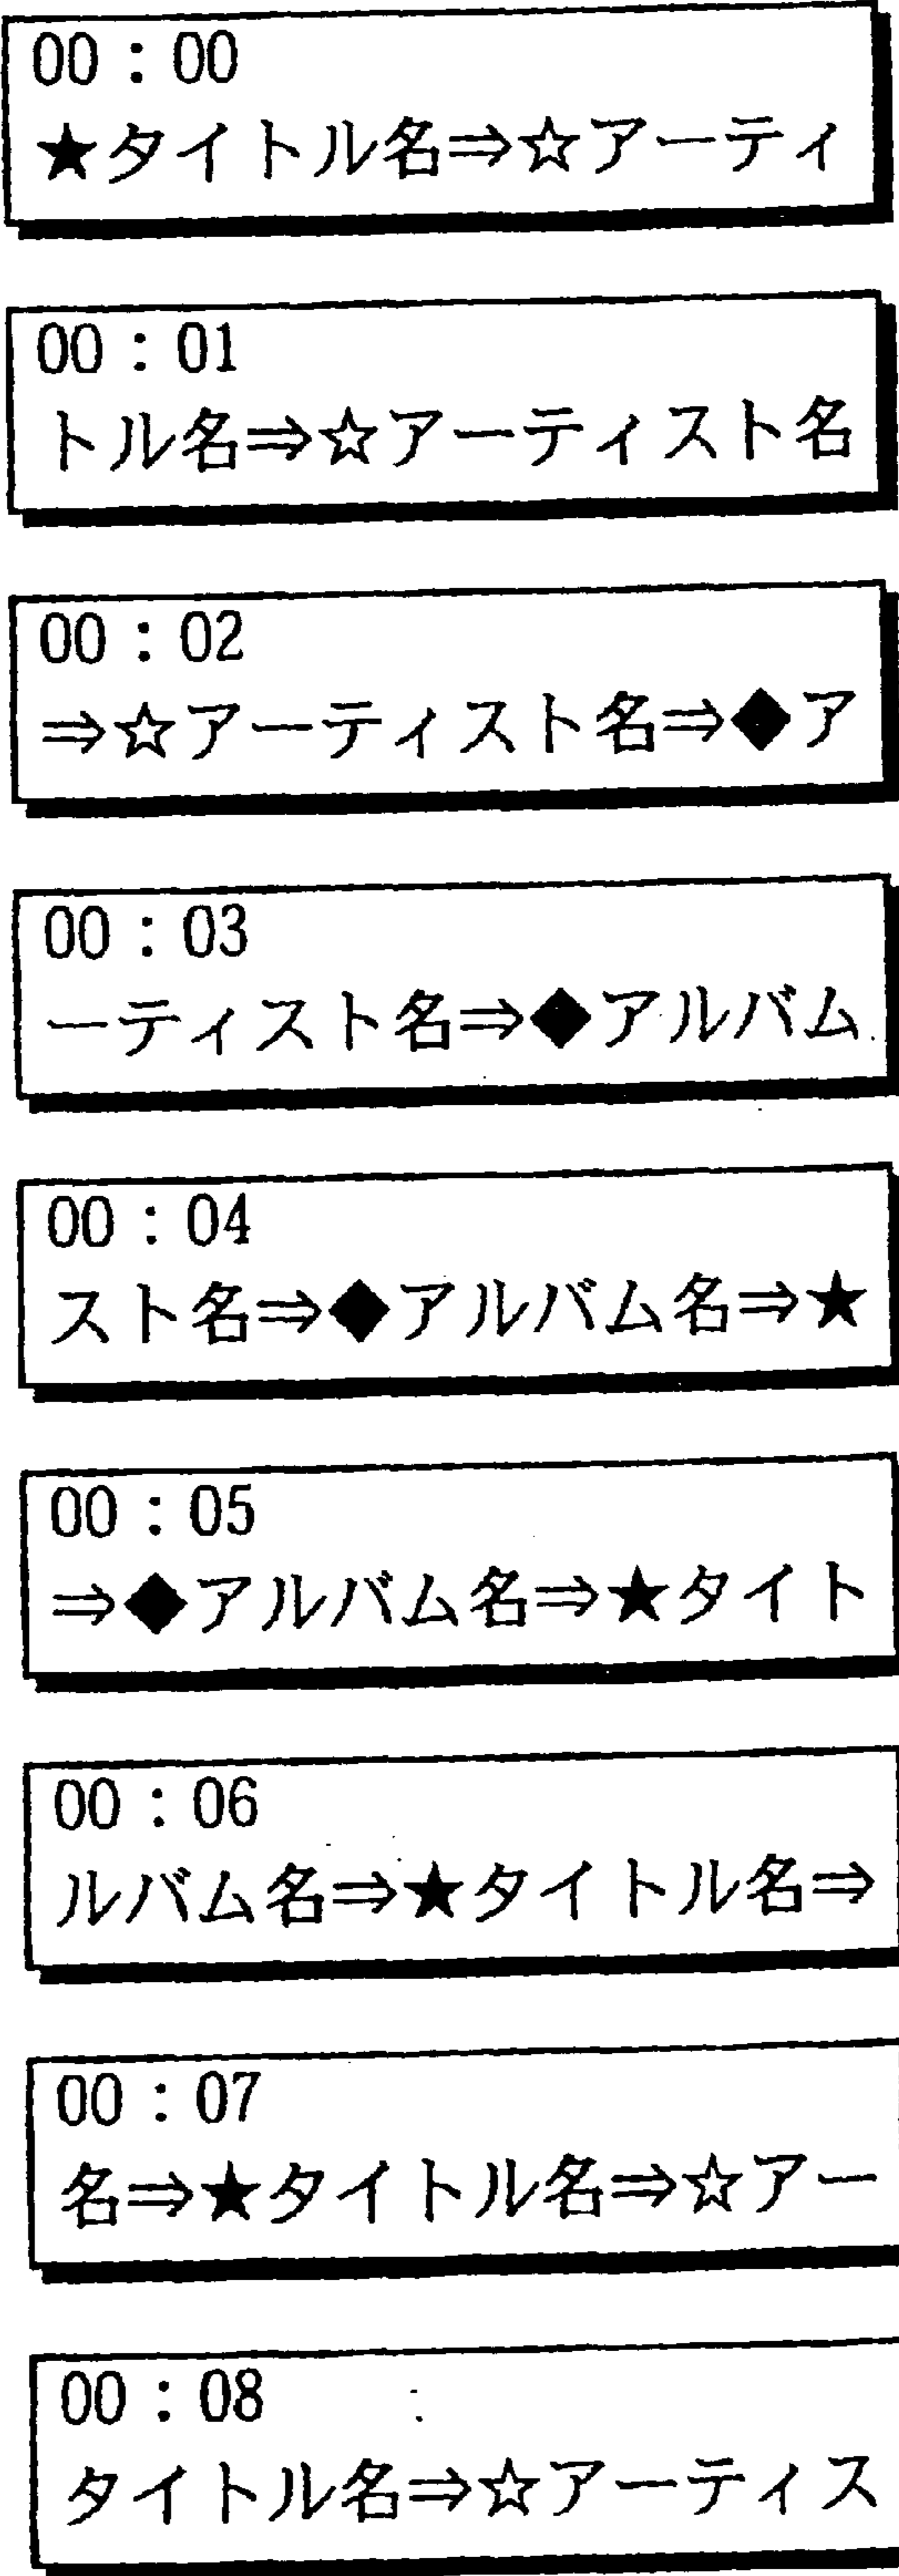 00：00
★タイトル名⇒☆アーティ
00：01
トル名⇒☆アーティスト名
00：02
⇒☆アーティスト名⇒◆ア
00：03
ーティスト名⇒◆アルバム
00：04
スト名⇒◆アルバム名⇒★
00：05
⇒◆アルバム名⇒★タイト
00：06
ルバム名⇒★タイトル名⇒
00：07
名⇒★タイトル名⇒☆アー
00：08
タイトル名⇒☆アーティス